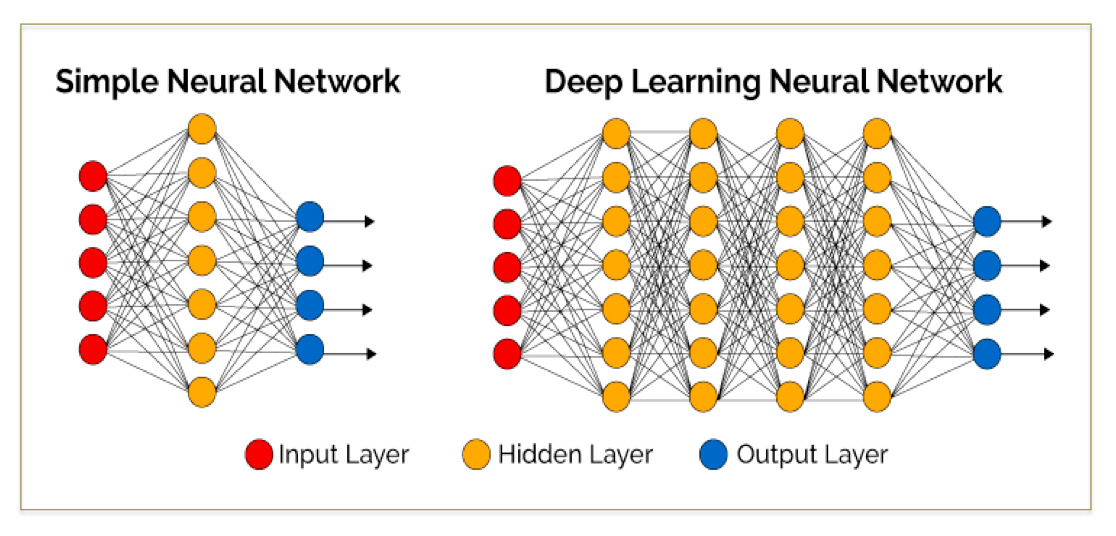 Simple Neural Network
Deep Learning Neural Network
Input Layer
Hidden Layer
Output Layer